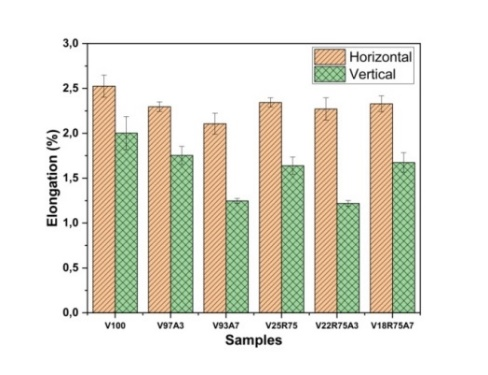 3,0
2,5
2,0
1,5
1,0
0,5
0,0
Elongation (%)
Horizontal
Vertical
V100 V97A3 V93A7 V25R75 V22R75A3 V18R75A7
Samples